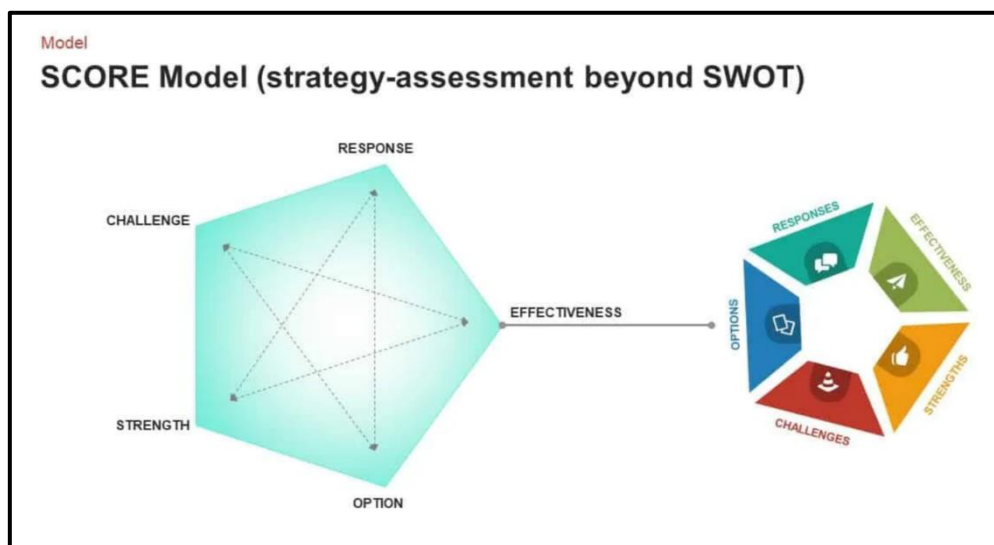 Model
SCORE Model (strategy-assessment beyond SWOT)
RESPONSE
CHALLENGE
EFFECTIVENESS
STRENGTH
OPTION
RESPONSES
EFFECTIVENESS
OPTIONS
STRENGTHS
CHALLENGES